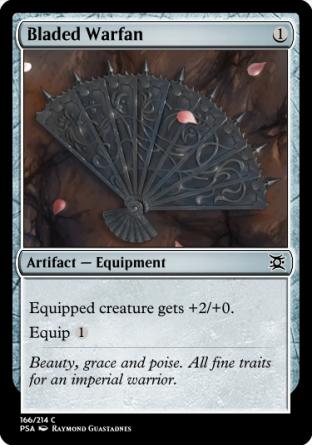 Bladed Warfan 1
Artifact — Equipment
Equipped creature gets +2/+0.
Equip 1
Beauty, grace and poise. All fine traits
for an imperial warrior.
166/214 C
PSA RAYMOND GUASTADNES